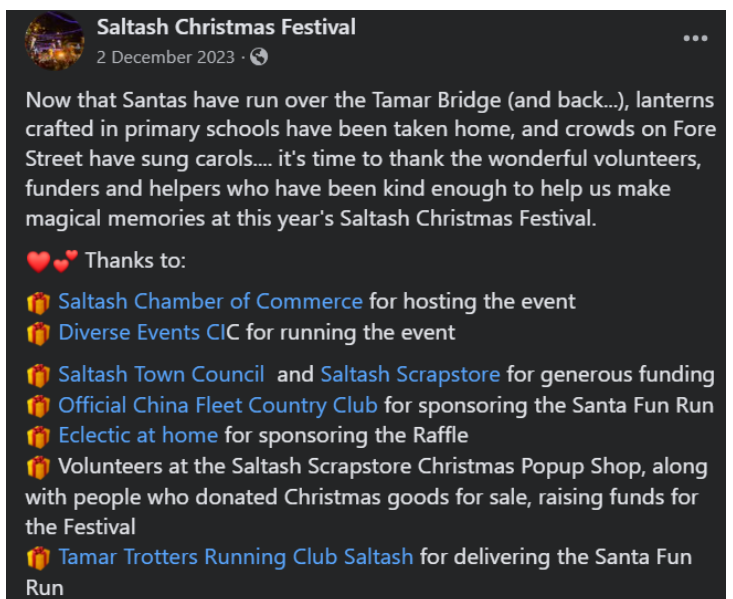 Saltash Christmas Festival
2 December 2023 ·
Now that Santas have run over the Tamar Bridge (and back...), lanterns
crafted in primary schools have been taken home, and crowds on Fore
Street have sung carols.... it's time to thank the wonderful volunteers,
funders and helpers who have been kind enough to help us make
magical memories at this year's Saltash Christmas Festival.
❤️💕 Thanks to:
🎁 Saltash Chamber of Commerce for hosting the event
🎁 Diverse Events CIC for running the event
🎁 Saltash Town Council and Saltash Scrapstore for generous funding
🎁 Official China Fleet Country Club for sponsoring the Santa Fun Run
🎁 Eclectic at home for sponsoring the Raffle
🎁 Volunteers at the Saltash Scrapstore Christmas Popup Shop, along
with people who donated Christmas goods for sale, raising funds for
the Festival
🎁 Tamar Trotters Running Club Saltash for delivering the Santa Fun
Run